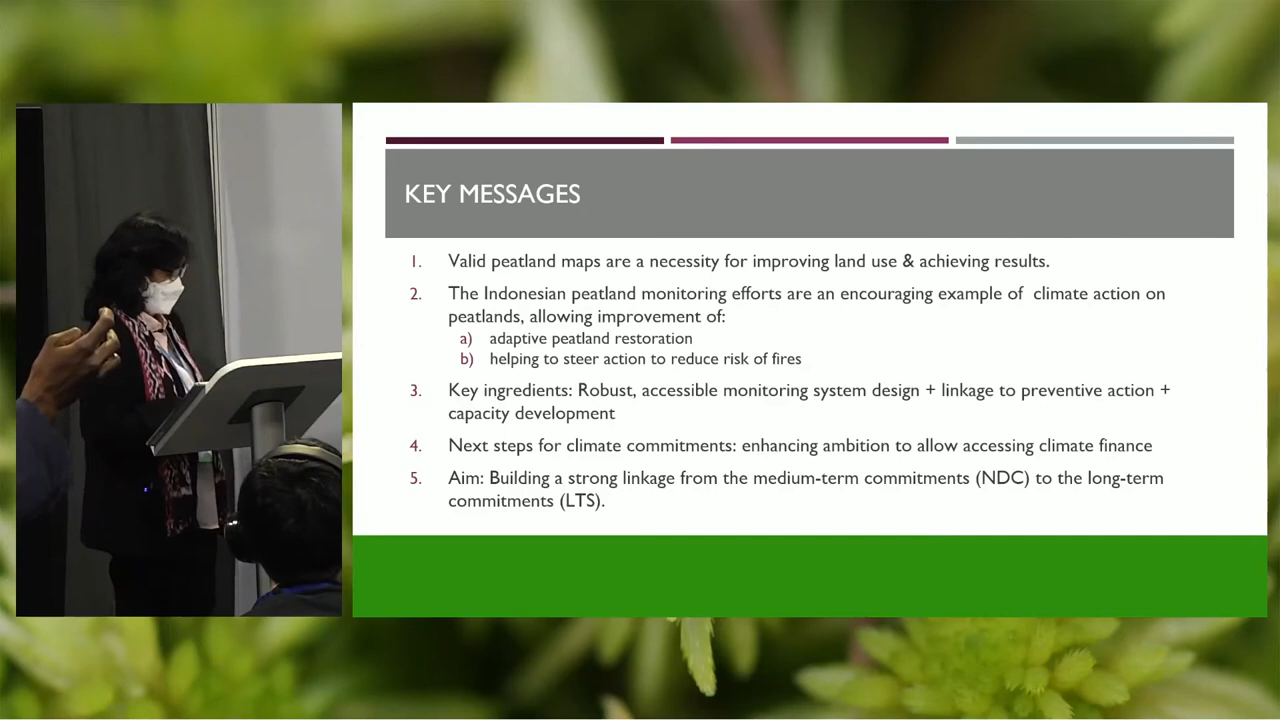 KEY MESSAGES
1. Valid peatland maps are a necessity for improving land use & achieving results.
2. The Indonesian peatland monitoring efforts are an encouraging example of climate action on
peatlands, allowing improvement of:
a) adaptive peatland restoration
b) helping to steer action to reduce risk of fires
3. Key ingredients: Robust, accessible monitoring system design + linkage to preventive action +
capacity development
4. Next steps for climate commitments: enhancing ambition to allow accessing climate finance
5. Aim: Building a strong linkage from the medium-term commitments (NDC) to the long-term
commitments (LTS).